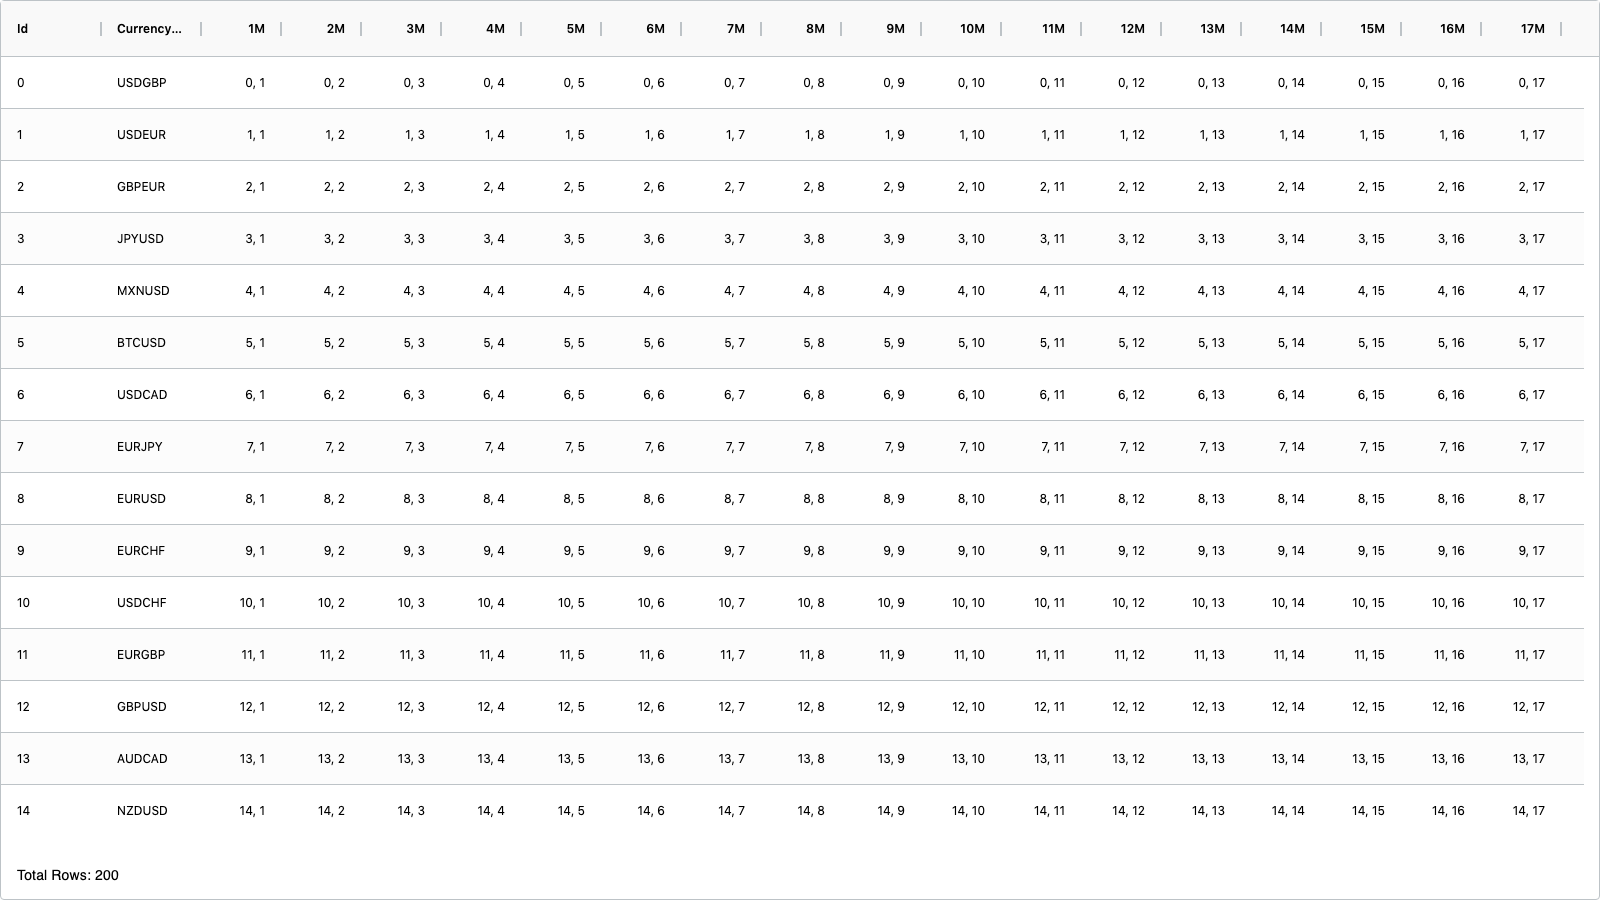 Id Currency... 1M 2M 3M 4M 5M 6M 7M 8M 9M 10M 11M 12M 13M 14M 15M 16M 17M
0 USDGBP 0, 1 0, 2 0, 3 0, 4 0, 5 0, 6 0, 7 0, 8 0, 9 0, 10 0, 11 0, 12 0, 13 0, 14 0, 15 0, 16 0, 17
1 USDEUR 1, 1 1, 2 1, 3 1, 4 1, 5 1, 6 1, 7 1, 8 1, 9 1, 10 1, 11 1, 12 1, 13 1, 14 1, 15 1, 16 1, 17
2 GBPEUR 2, 1 2, 2 2, 3 2, 4 2, 5 2, 6 2, 7 2, 8 2, 9 2, 10 2, 11 2, 12 2, 13 2, 14 2, 15 2, 16 2, 17
3 JPYUSD 3, 1 3, 2 3, 3 3, 4 3, 5 3, 6 3, 7 3, 8 3, 9 3, 10 3, 11 3, 12 3, 13 3, 14 3, 15 3, 16 3, 17
4 MXNUSD 4, 1 4, 2 4, 3 4, 4 4, 5 4, 6 4, 7 4, 8 4, 9 4, 10 4, 11 4, 12 4, 13 4, 14 4, 15 4, 16 4, 17
5 BTCUSD 5, 1 5, 2 5, 3 5, 4 5, 5 5, 6 5, 7 5, 8 5, 9 5, 10 5, 11 5, 12 5, 13 5, 14 5, 15 5, 16 5, 17
6 USDCAD 6, 1 6, 2 6, 3 6, 4 6, 5 6, 6 6, 7 6, 8 6, 9 6, 10 6, 11 6, 12 6, 13 6, 14 6, 15 6, 16 6, 17
7 EURJPY 7, 1 7, 2 7, 3 7, 4 7, 5 7, 6 7, 7 7, 8 7, 9 7, 10 7, 11 7, 12 7, 13 7, 14 7, 15 7, 16 7, 17
8 EURUSD 8, 1 8, 2 8, 3 8, 4 8, 5 8, 6 8, 7 8, 8 8, 9 8, 10 8, 11 8, 12 8, 13 8, 14 8, 15 8, 16 8, 17
9 EURCHF 9, 1 9, 2 9, 3 9, 4 9, 5 9, 6 9, 7 9, 8 9, 9 9, 10 9, 11 9, 12 9, 13 9, 14 9, 15 9, 16 9, 17
10 USDCHF 10, 1 10, 2 10, 3 10, 4 10, 5 10, 6 10, 7 10, 8 10, 9 10, 10 10, 11 10, 12 10, 13 10, 14 10, 15 10, 16 10, 17
11 EURGBP 11, 1 11, 2 11, 3 11, 4 11, 5 11, 6 11, 7 11, 8 11, 9 11, 10 11, 11 11, 12 11, 13 11, 14 11, 15 11, 16 11, 17
12 GBPUSD 12, 1 12, 2 12, 3 12, 4 12, 5 12, 6 12, 7 12, 8 12, 9 12, 10 12, 11 12, 12 12, 13 12, 14 12, 15 12, 16 12, 17
13 AUDCAD 13, 1 13, 2 13, 3 13, 4 13, 5 13, 6 13, 7 13, 8 13, 9 13, 10 13, 11 13, 12 13, 13 13, 14 13, 15 13, 16 13, 17
14 NZDUSD 14, 1 14, 2 14, 3 14, 4 14, 5 14, 6 14, 7 14, 8 14, 9 14, 10 14, 11 14, 12 14, 13 14, 14 14, 15 14, 16 14, 17
Total Rows: 200